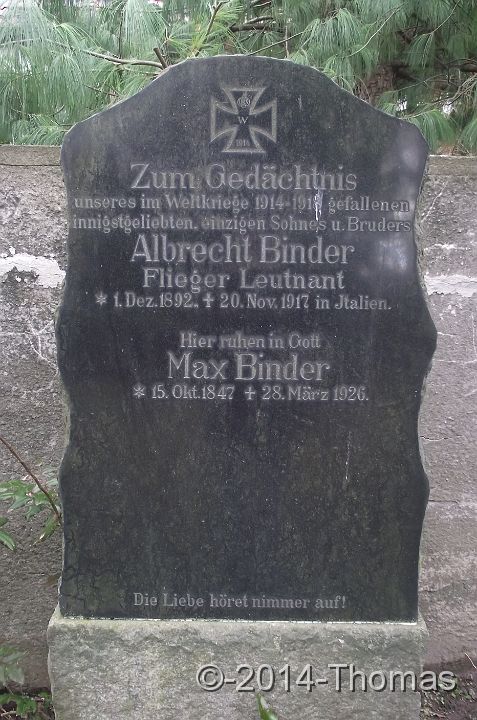 W
1914
Zum Gedächtnis
unseres im Weltkriege 1914-1918 gefallenen
innigstgeliebten, einzigen Sohnes u. Bruders
Albrecht Binder
Flieger Leutnant
* 1. Dez. 1892. + 20. Nov. 1917 in Jtalien.
Hier ruhen in Gott
Max Binder
* 15. Okt. 1847 + 28. März 1926.
Die Liebe höret nimmer auf!
©-2014-Thomas